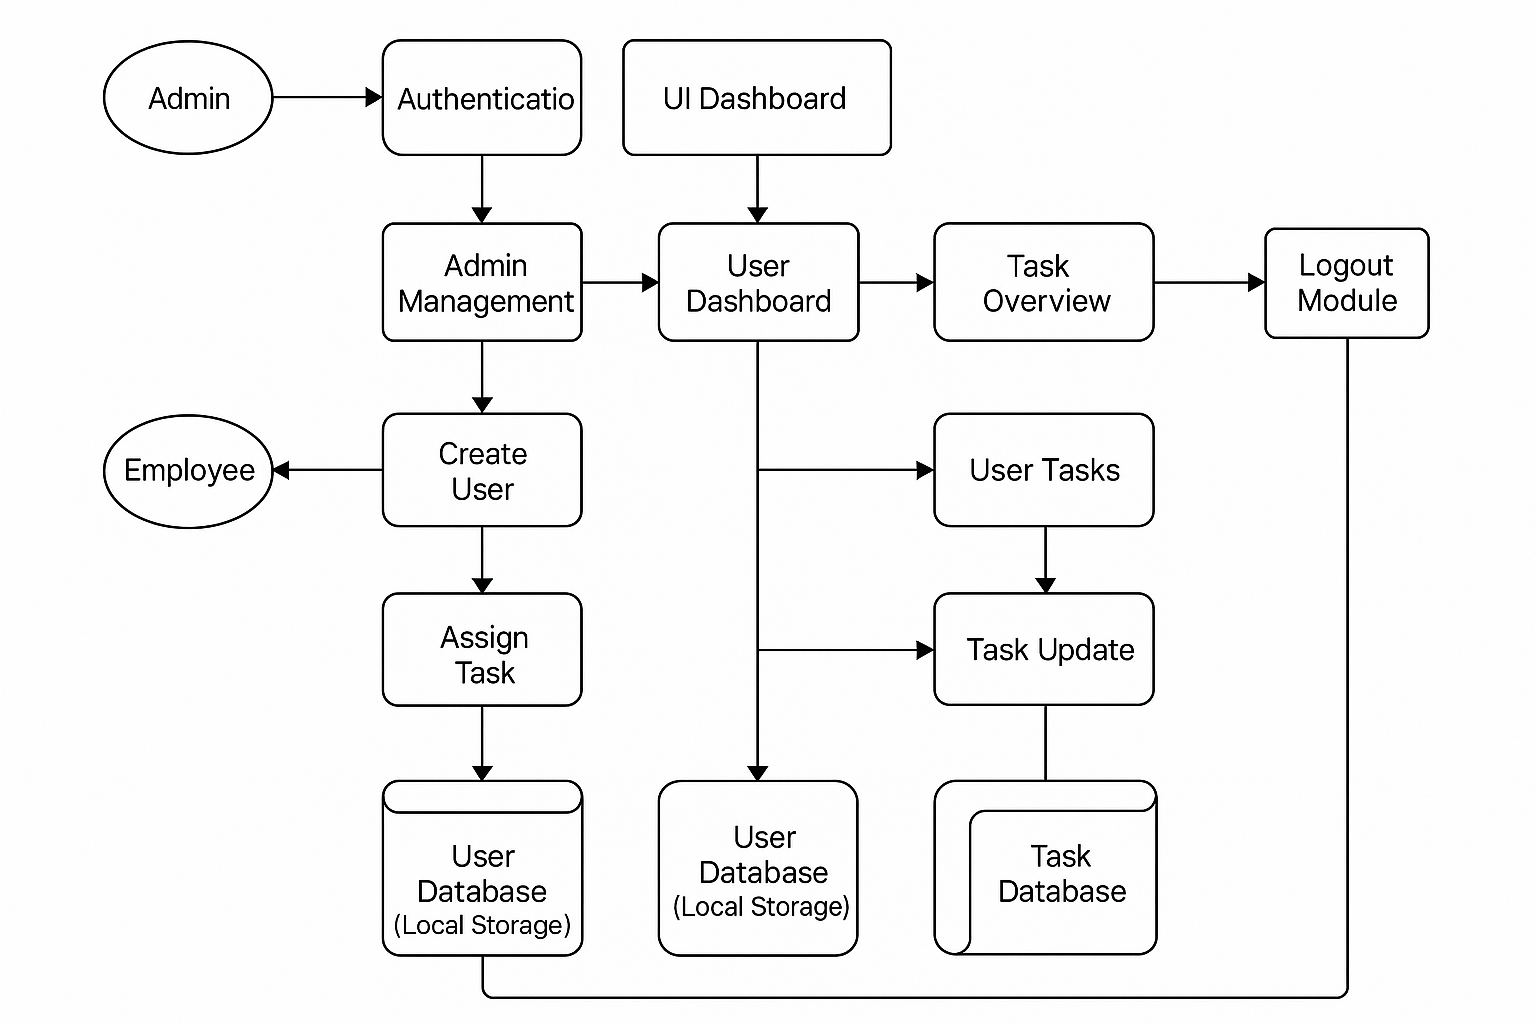 Admin
Authenticatio
UI Dashboard
Admin
Management
User
Dashboard
Task
Overview
Logout
Module
Employee
Create
User
User Tasks
Assign
Task
Task Update
User
Database
(Local Storage)
User
Database
(Local Storage)
Task
Database